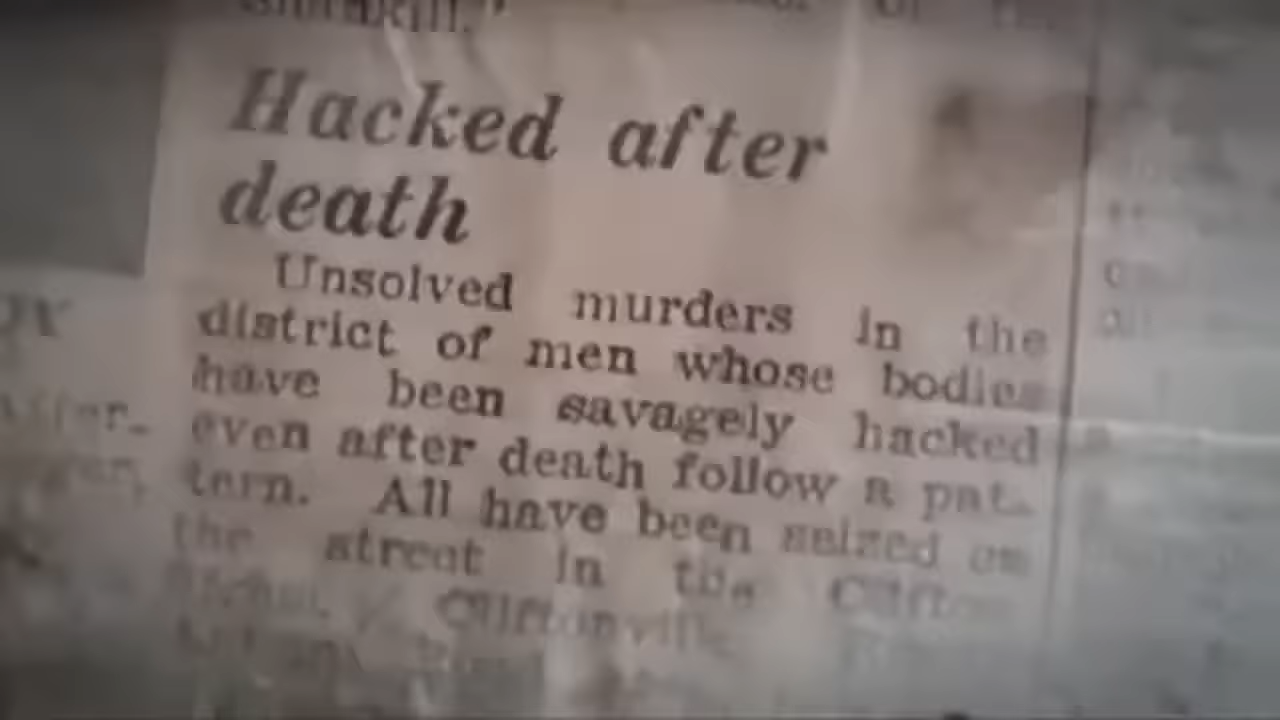 Hacked after
death
Unsolved murders in the
district of men whose bodies
have been savagely hacked
even after death follow a pat-
tern. All have been seized on
the street in the Clifton
Cliftonville